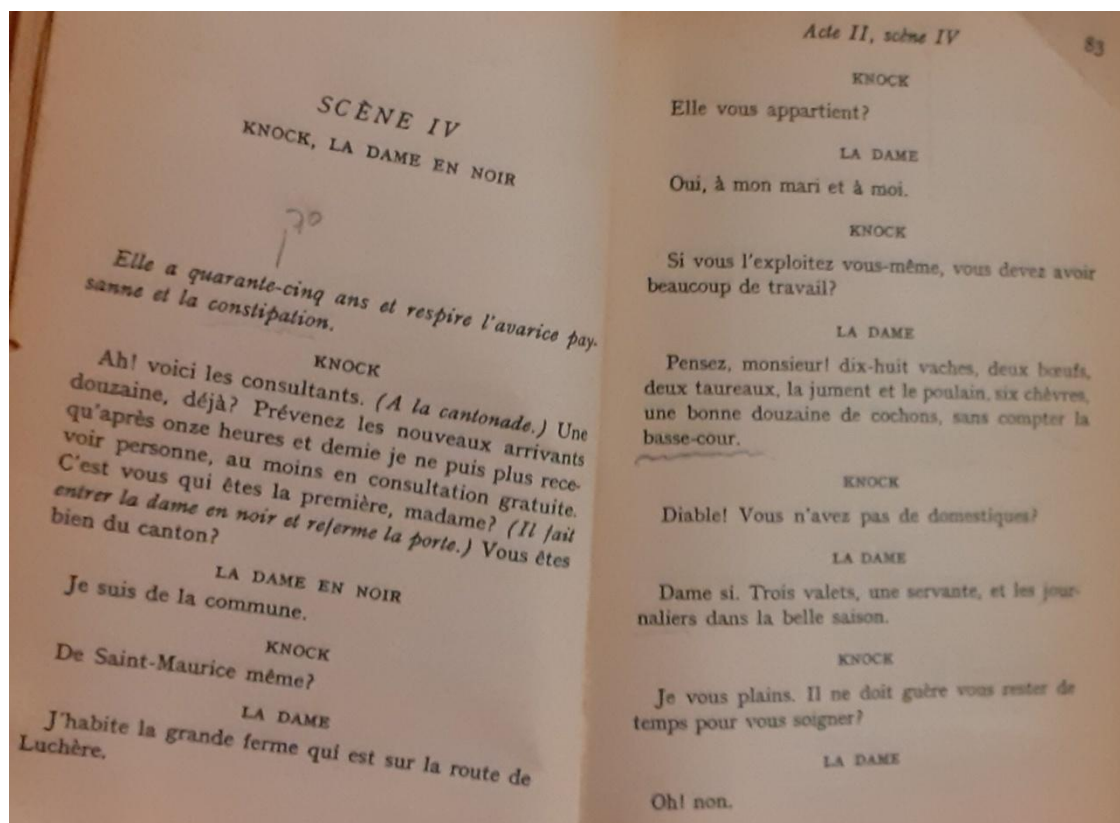 SCÈNE IV
KNOCK, LA DAME EN NOIR
70
Elle a quarante-cinq ans et respire l'avarice pay-
sanne et la constipation.
KNOCK
Ah! voici les consultants. (A la cantonade.) Une
douzaine, déjà? Prévenez les nouveaux arrivants
qu'après onze heures et demie je ne puis plus rece-
voir personne, au moins en consultation gratuite.
C'est vous qui êtes la première, madame? (Il fait
entrer la dame en noir et referme la porte.) Vous êtes
bien du canton?
LA DAME EN NOIR
Je suis de la commune.
KNOCK
De Saint-Maurice même?
LA DAME
J'habite la grande ferme qui est sur la route de
Luchère.
Acte II, scène IV
83
KNOCK
Elle vous appartient?
LA DAME
Oui, à mon mari et à moi.
KNOCK
Si vous l'exploitez vous-même, vous devez avoir
beaucoup de travail?
LA DAME
Pensez, monsieur! dix-huit vaches, deux bœufs,
deux taureaux, la jument et le poulain, six chèvres,
une bonne douzaine de cochons, sans compter la
basse-cour.
KNOCK
Diable! Vous n'avez pas de domestiques?
LA DAME
Dame si. Trois valets, une servante, et les jour-
naliers dans la belle saison.
KNOCK
Je vous plains. Il ne doit guère vous rester de
temps pour vous soigner?
LA DAME
Oh! non.